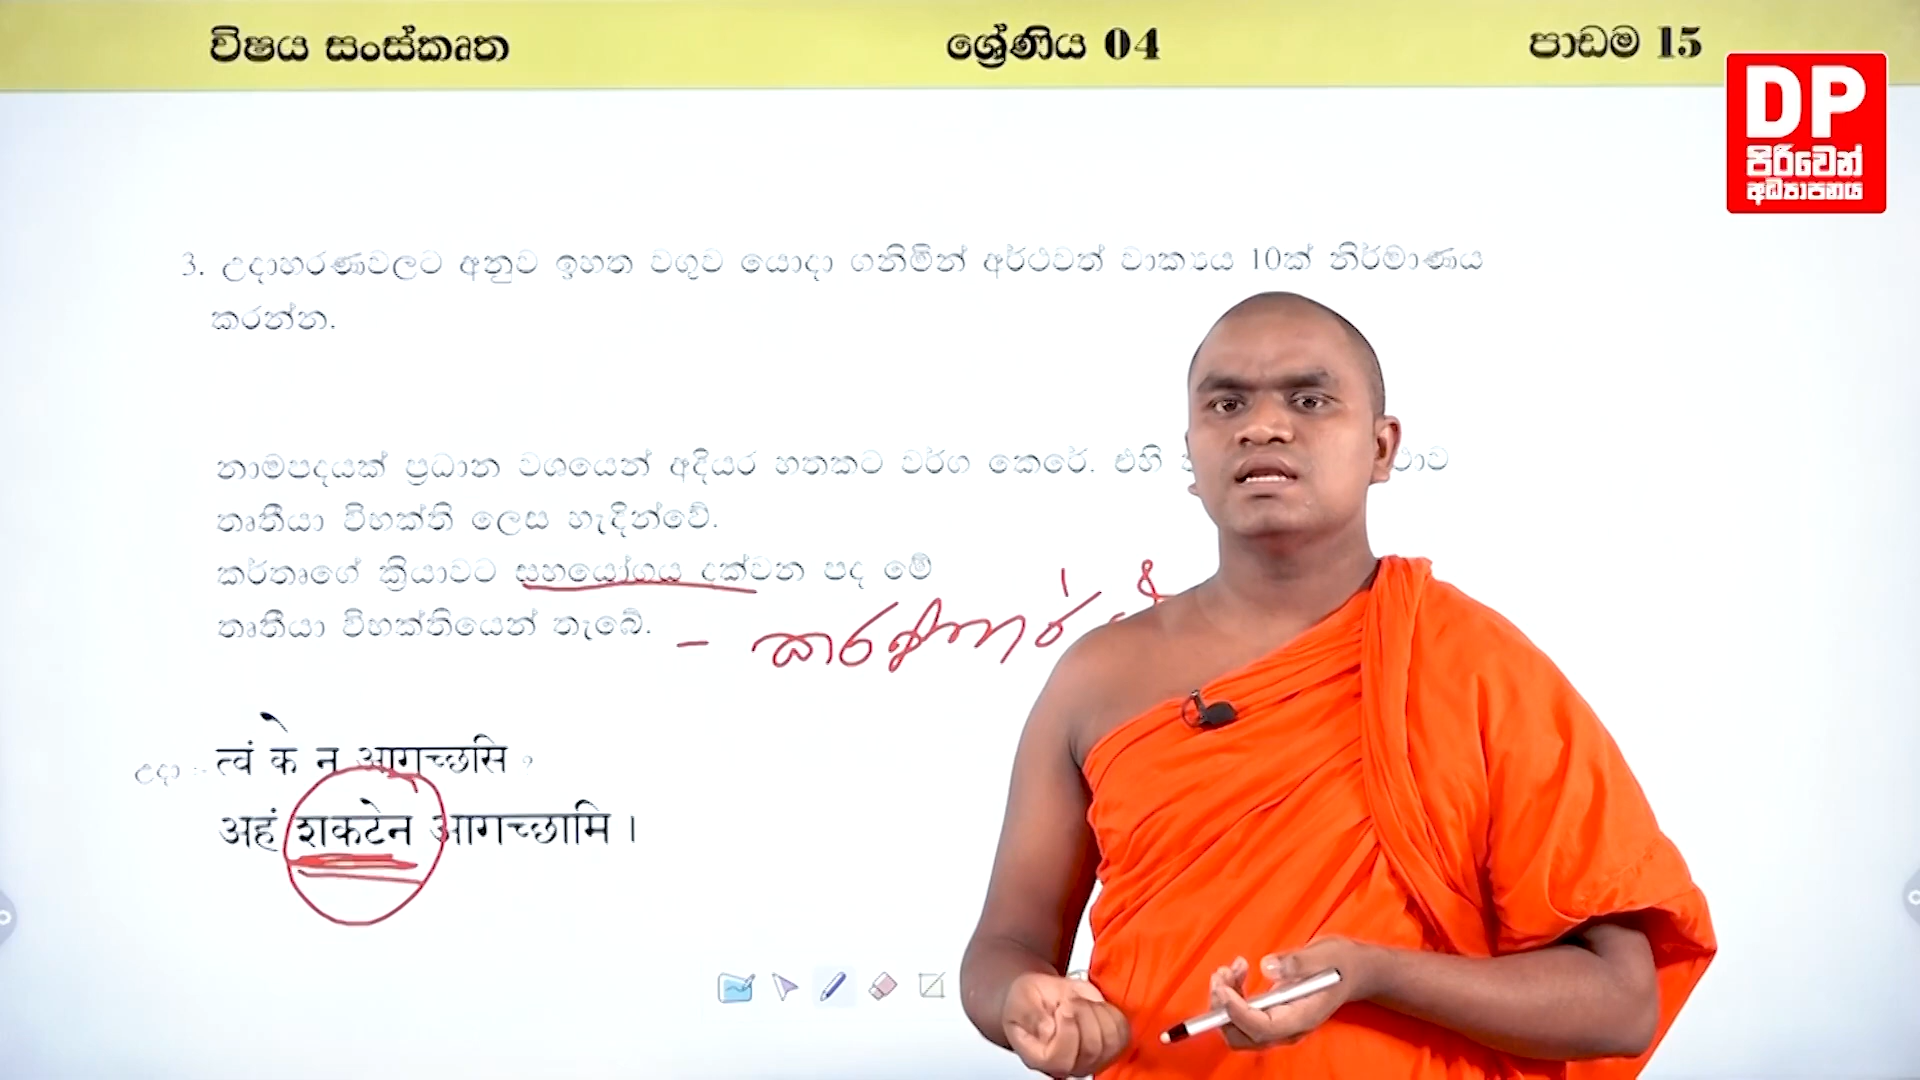 විෂය සංස්කෘත
ශ්‍රේණිය 04
පාඩම 15
DP
පිරිවෙන්
අධ්‍යාපනය
3. උදාහරණවලට අනුව ඉහත වගුව යොදා ගනිමින් අර්ථවත් වාක්‍යය 10ක් නිර්මාණය
කරන්න.
නාමපදයක් ප්‍රධාන වශයෙන් අදියර හතකට වර්ග කෙරේ. එහි
තෘතීයා විභක්ති ලෙස හැඳින්වේ.
කර්තෘගේ ක්‍රියාවට සහයෝගය දක්වන පද මේ
තෘතීයා විභක්තියෙන් තැබේ.
උදා :- त्वं के न आगच्छसि ?
अहं शकटेन आगच्छामि ।